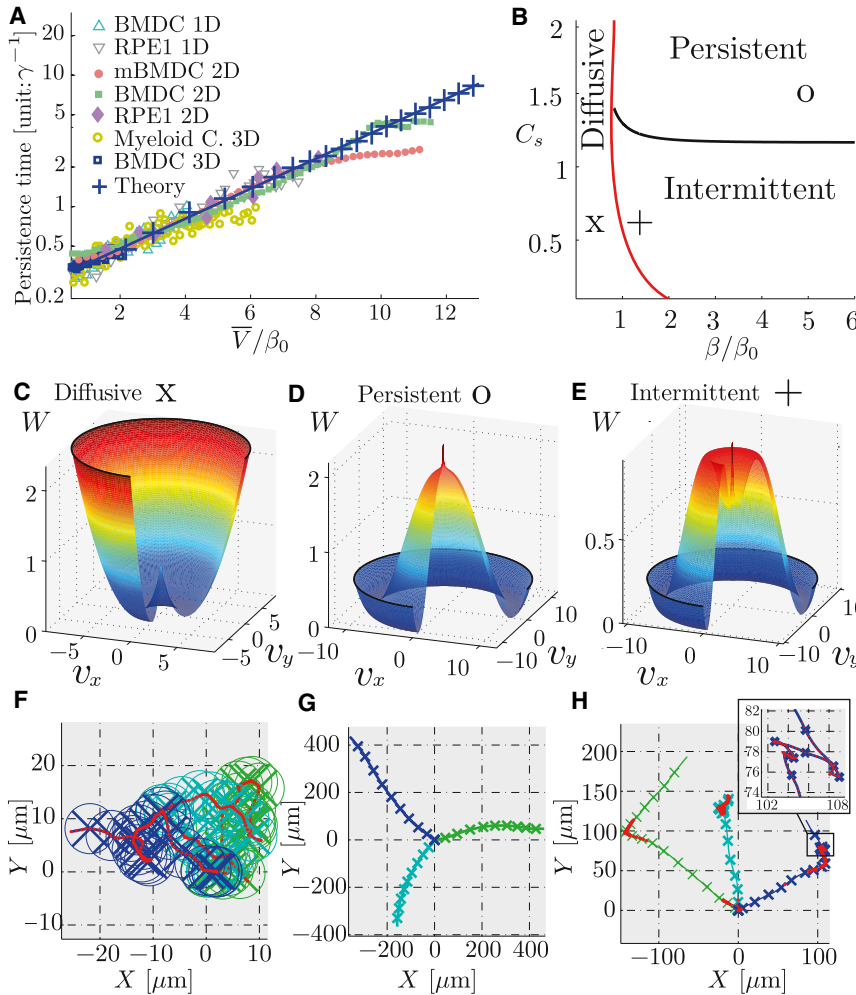 A
Persistence time [unit:γ⁻¹]
20
10
5
2
1
0.5
0.2
BMDC 1D
RPE1 1D
mBMDC 2D
BMDC 2D
RPE1 2D
Myeloid C. 3D
BMDC 3D
Theory
2 4 6 8 10 12
V̅/β₀
B
2
1.5
C_s
1
0.5
Diffusive
Persistent
O
Intermittent
X +
1 2 3 4 5 6
β/β₀
C Diffusive X
W
2
1
0
−5 0 5
v_x
−5 0 5
v_y
D Persistent O
W
2
1
0
−10 0 10
v_x
−10 0 10
v_y
E Intermittent +
W
0.5
0
−10 0 10
v_x
−10 0 10
v_y
F
Y [μm]
20
10
0
−10
−20 −10 0 10
X [μm]
G
Y [μm]
400
200
0
−200
−400
−200 0 200 400
X [μm]
H
Y [μm]
200
150
100
50
0
−100 0 100
X [μm]
82
80
78
76
74
102 108